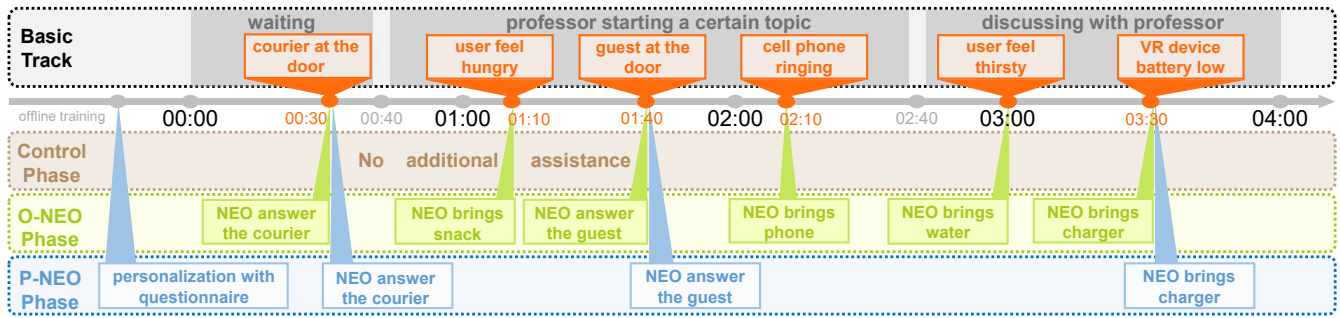 Basic
Track
waiting
professor starting a certain topic
discussing with professor
courier at the
door
user feel
hungry
guest at the
door
cell phone
ringing
user feel
thirsty
VR device
battery low
offline training
00:00
00:30
00:40
01:00
01:10
01:40
02:00
02:10
02:40
03:00
03:30
04:00
Control
Phase
No additional assistance
O-NEO
Phase
NEO answer
the courier
NEO brings
snack
NEO answer
the guest
NEO brings
phone
NEO brings
water
NEO brings
charger
P-NEO
Phase
personalization with
questionnaire
NEO answer
the courier
NEO answer
the guest
NEO brings
charger